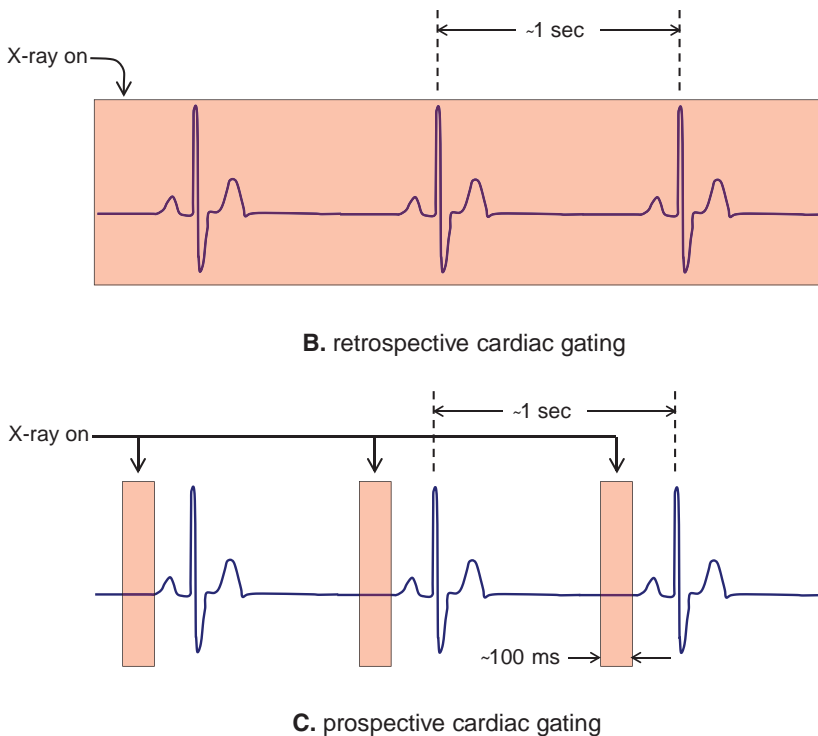 ~1 sec
X-ray on
B. retrospective cardiac gating
~1 sec
X-ray on
~100 ms
C. prospective cardiac gating